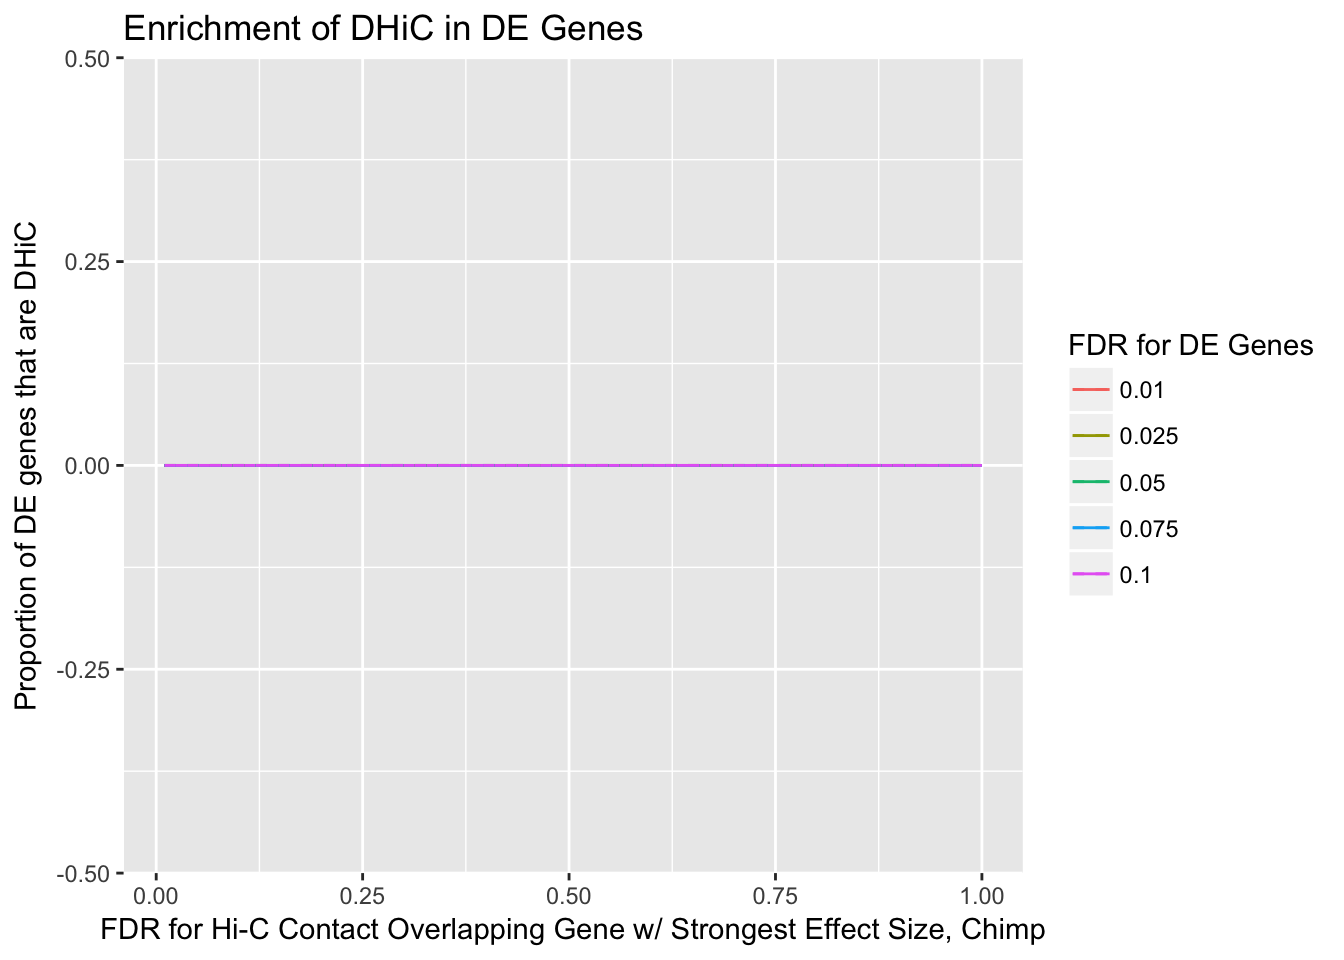 Enrichment of DHiC in DE Genes
0.50
0.25
0.00
-0.25
-0.50
Proportion of DE genes that are DHiC
0.00 0.25 0.50 0.75 1.00
FDR for Hi-C Contact Overlapping Gene w/ Strongest Effect Size, Chimp
FDR for DE Genes
0.01
0.025
0.05
0.075
0.1